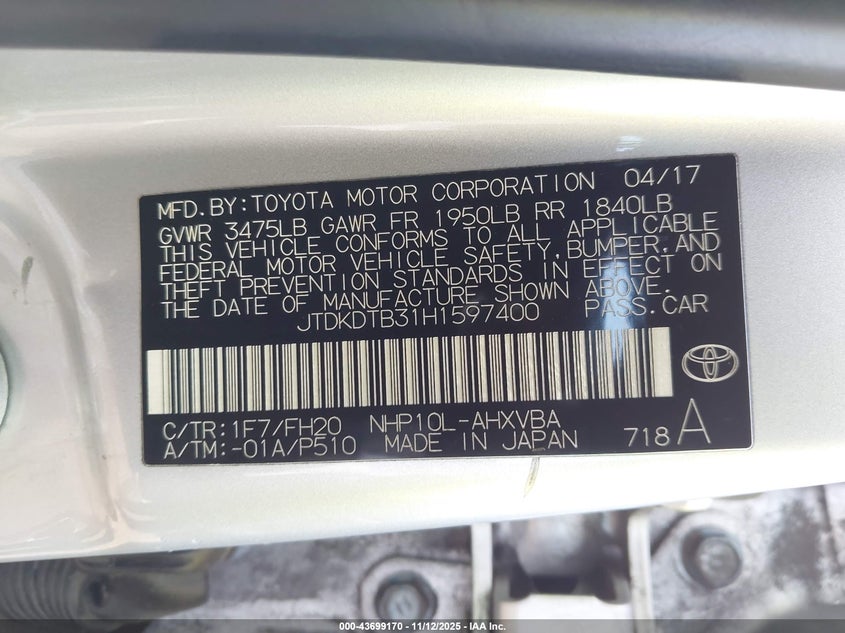 MFD.BY:TOYOTA MOTOR CORPORATION 04/17
GVWR 3475LB GAWR FR 1950LB RR 1840LB
THIS VEHICLE CONFORMS TO ALL APPLICABLE
FEDERAL MOTOR VEHICLE SAFETY,BUMPER,AND
THEFT PREVENTION STANDARDS IN EFFECT ON
THE DATE OF MANUFACTURE SHOWN ABOVE.
JTDKDTB31H1597400 PASS.CAR
C/TR:1F7/FH20 NHP10L-AHXVBA
A/TM:-01A/P510 MADE IN JAPAN 718 A
000-43699170 - 11/12/2025 - IAA Inc.